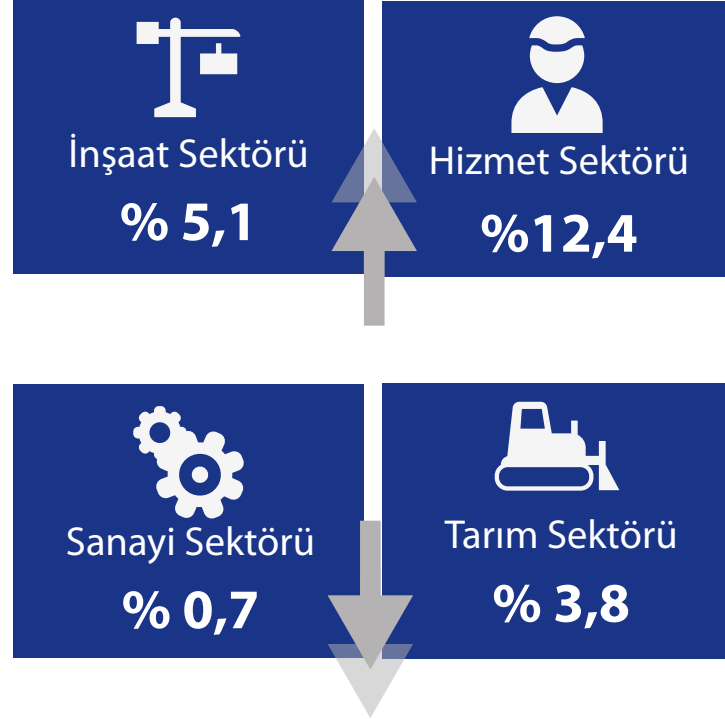 İnşaat Sektörü
% 5,1
Hizmet Sektörü
%12,4
Sanayi Sektörü
% 0,7
Tarım Sektörü
% 3,8